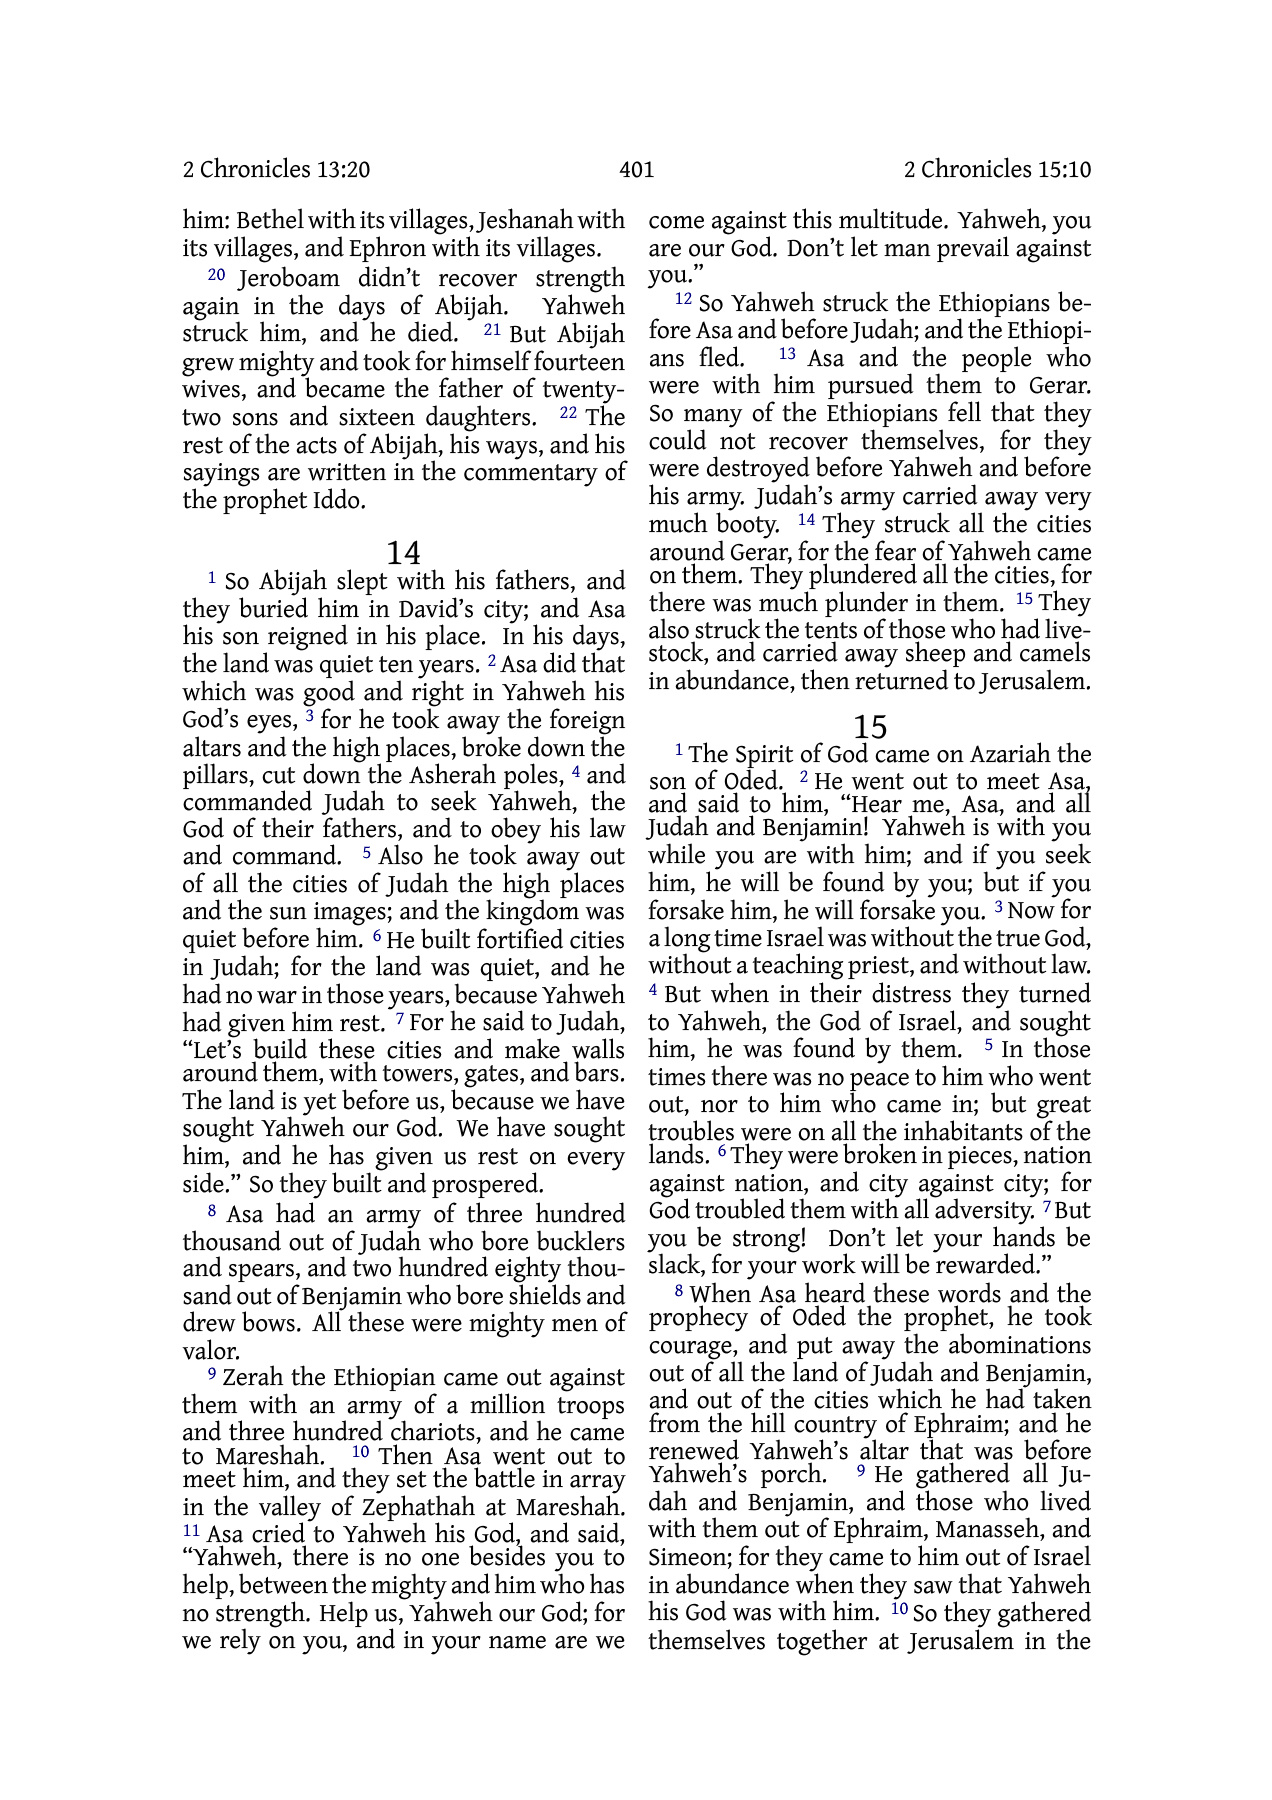 2 Chronicles 13:20 401 2 Chronicles 15:10
him: Bethel with its villages, Jeshanah with
its villages, and Ephron with its villages.
20 Jeroboam didn’t recover strength
again in the days of Abijah. Yahweh
struck him, and he died. 21 But Abijah
grew mighty and took for himself fourteen
wives, and became the father of twenty-
two sons and sixteen daughters. 22 The
rest of the acts of Abijah, his ways, and his
sayings are written in the commentary of
the prophet Iddo.
14
1 So Abijah slept with his fathers, and
they buried him in David’s city; and Asa
his son reigned in his place. In his days,
the land was quiet ten years. 2 Asa did that
which was good and right in Yahweh his
God’s eyes, 3 for he took away the foreign
altars and the high places, broke down the
pillars, cut down the Asherah poles, 4 and
commanded Judah to seek Yahweh, the
God of their fathers, and to obey his law
and command. 5 Also he took away out
of all the cities of Judah the high places
and the sun images; and the kingdom was
quiet before him. 6 He built fortified cities
in Judah; for the land was quiet, and he
had no war in those years, because Yahweh
had given him rest. 7 For he said to Judah,
“Let’s build these cities and make walls
around them, with towers, gates, and bars.
The land is yet before us, because we have
sought Yahweh our God. We have sought
him, and he has given us rest on every
side.” So they built and prospered.
8 Asa had an army of three hundred
thousand out of Judah who bore bucklers
and spears, and two hundred eighty thou-
sand out of Benjamin who bore shields and
drew bows. All these were mighty men of
valor.
9 Zerah the Ethiopian came out against
them with an army of a million troops
and three hundred chariots, and he came
to Mareshah. 10 Then Asa went out to
meet him, and they set the battle in array
in the valley of Zephathah at Mareshah.
11 Asa cried to Yahweh his God, and said,
“Yahweh, there is no one besides you to
help, between the mighty and him who has
no strength. Help us, Yahweh our God; for
we rely on you, and in your name are we
come against this multitude. Yahweh, you
are our God. Don’t let man prevail against
you.”
12 So Yahweh struck the Ethiopians be-
fore Asa and before Judah; and the Ethiopi-
ans fled. 13 Asa and the people who
were with him pursued them to Gerar.
So many of the Ethiopians fell that they
could not recover themselves, for they
were destroyed before Yahweh and before
his army. Judah’s army carried away very
much booty. 14 They struck all the cities
around Gerar, for the fear of Yahweh came
on them. They plundered all the cities, for
there was much plunder in them. 15 They
also struck the tents of those who had live-
stock, and carried away sheep and camels
in abundance, then returned to Jerusalem.
15
1 The Spirit of God came on Azariah the
son of Oded. 2 He went out to meet Asa,
and said to him, “Hear me, Asa, and all
Judah and Benjamin! Yahweh is with you
while you are with him; and if you seek
him, he will be found by you; but if you
forsake him, he will forsake you. 3 Now for
a long time Israel was without the true God,
without a teaching priest, and without law.
4 But when in their distress they turned
to Yahweh, the God of Israel, and sought
him, he was found by them. 5 In those
times there was no peace to him who went
out, nor to him who came in; but great
troubles were on all the inhabitants of the
lands. 6 They were broken in pieces, nation
against nation, and city against city; for
God troubled them with all adversity. 7 But
you be strong! Don’t let your hands be
slack, for your work will be rewarded.”
8 When Asa heard these words and the
prophecy of Oded the prophet, he took
courage, and put away the abominations
out of all the land of Judah and Benjamin,
and out of the cities which he had taken
from the hill country of Ephraim; and he
renewed Yahweh’s altar that was before
Yahweh’s porch. 9 He gathered all Ju-
dah and Benjamin, and those who lived
with them out of Ephraim, Manasseh, and
Simeon; for they came to him out of Israel
in abundance when they saw that Yahweh
his God was with him. 10 So they gathered
themselves together at Jerusalem in the